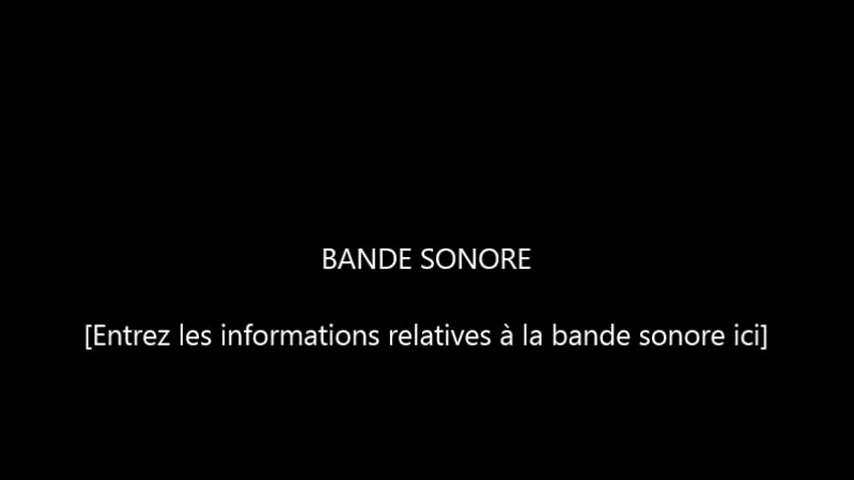 BANDE SONORE
[Entrez les informations relatives à la bande sonore ici]